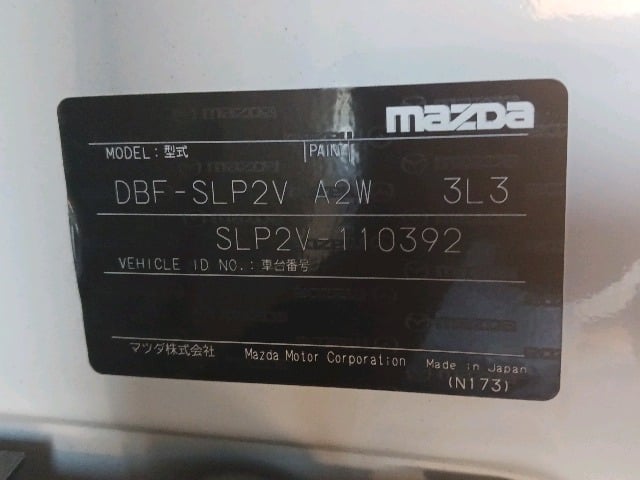 mazda
MODEL: 型式 PAINT
DBF-SLP2V A2W 3L3
SLP2V-110392
VEHICLE ID NO.: 車台番号
マツダ株式会社 Mazda Motor Corporation Made in Japan
(N173)